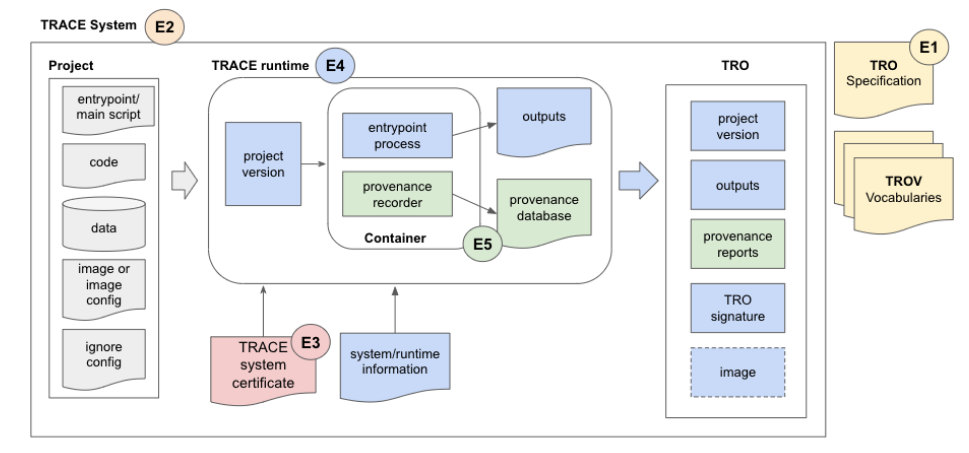 TRACE System
E2
Project
entrypoint/
main script
code
data
image or
image
config
ignore
config
TRACE runtime
E4
project
version
entrypoint
process
provenance
recorder
Container
outputs
provenance
database
E5
TRACE
system
certificate
E3
system/runtime
information
TRO
project
version
outputs
provenance
reports
TRO
signature
image
E1
TRO
Specification
TROV
Vocabularies